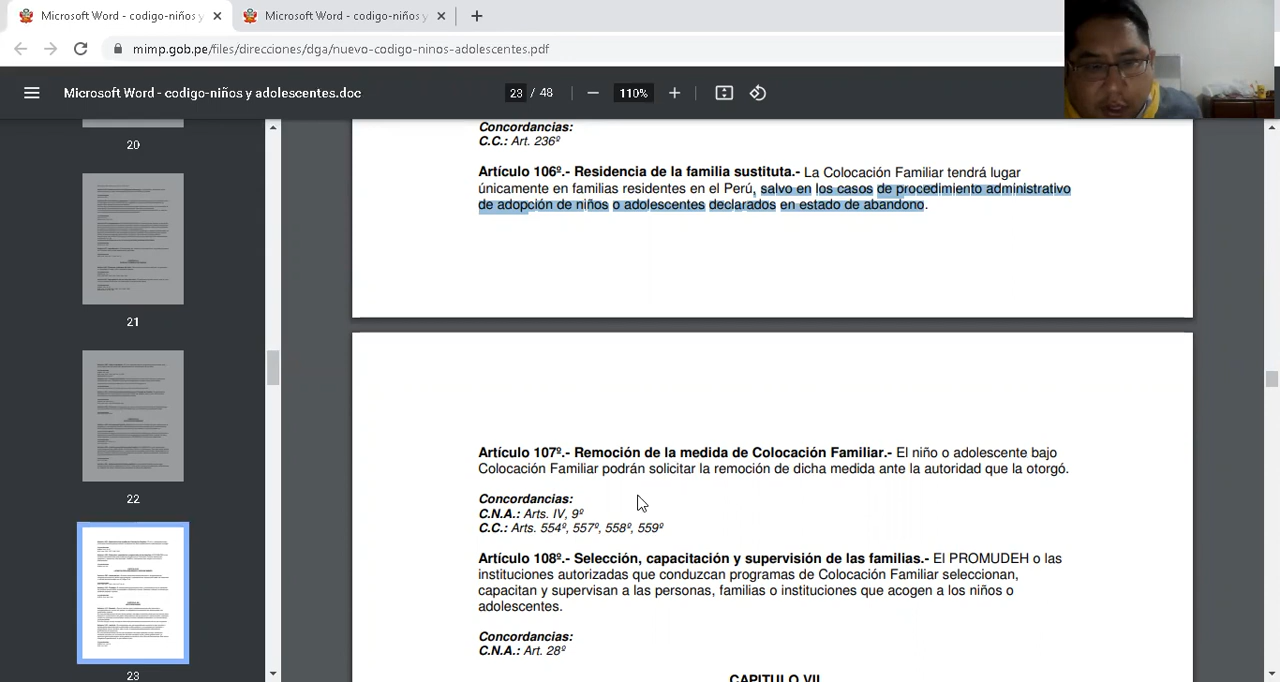 Microsoft Word - codigo-niños y
Microsoft Word - codigo-niños y
mimp.gob.pe/files/direcciones/dga/nuevo-codigo-ninos-adolescentes.pdf
Microsoft Word - codigo-niños y adolescentes.doc
23 / 48
110%
20
21
22
23
Concordancias:
C.C.: Art. 236º
Artículo 106º.- Residencia de la familia sustituta.- La Colocación Familiar tendrá lugar
únicamente en familias residentes en el Perú, salvo en los casos de procedimiento administrativo
de adopción de niños o adolescentes declarados en estado de abandono.
Artículo 107º.- Remoción de la medida de Colocación Familiar.- El niño o adolescente bajo
Colocación Familiar podrán solicitar la remoción de dicha medida ante la autoridad que la otorgó.
Concordancias:
C.N.A.: Arts. IV, 9º
C.C.: Arts. 554º, 557º, 558º, 559º
Artículo 108º.- Selección, capacitación y supervisión de las familias.- El PROMUDEH o las
instituciones autorizadas que conduzcan programas de Colocación Familiar seleccionan,
capacitan y supervisan a las personas, familias o instituciones que acogen a los niños o
adolescentes.
Concordancias:
C.N.A.: Art. 28º
CAPITULO VII